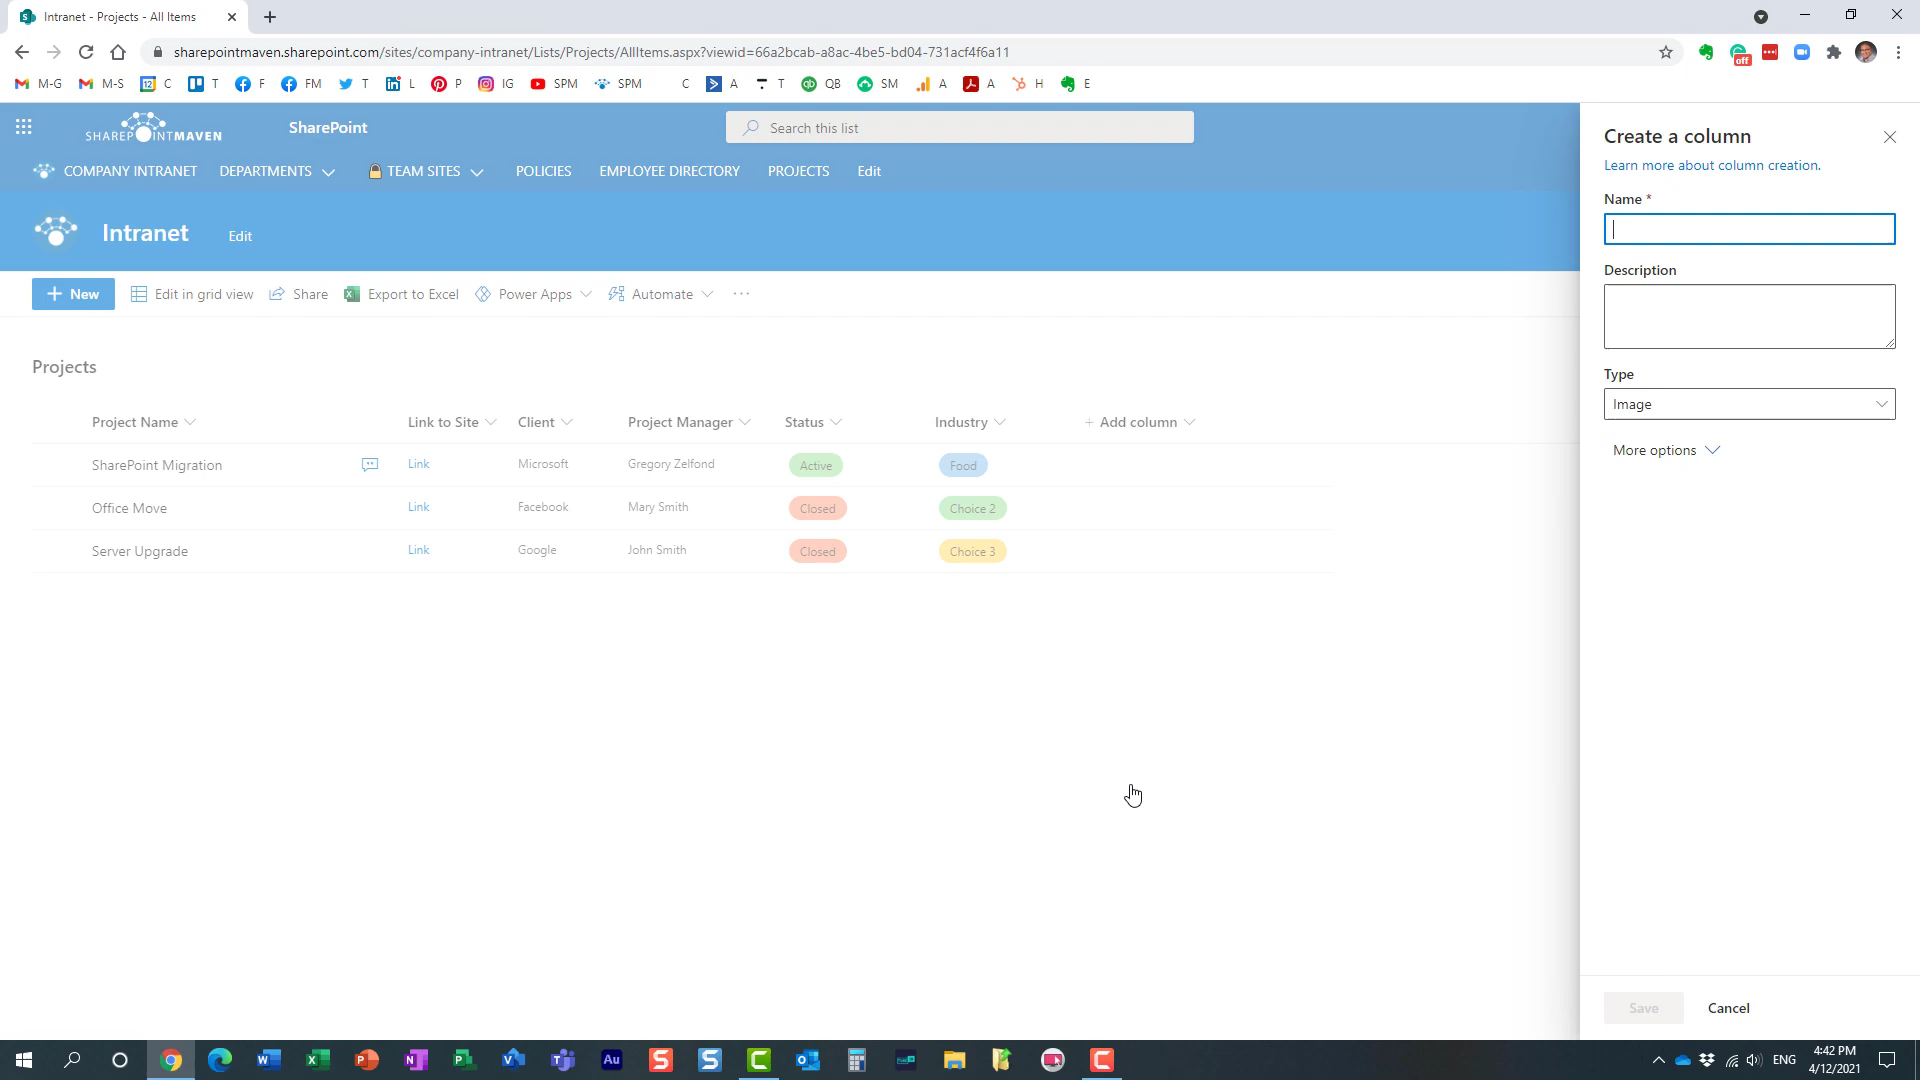 Intranet - Projects - All Items
sharepointmaven.sharepoint.com/sites/company-intranet/Lists/Projects/AllItems.aspx?viewid=66a2bcab-a8ac-4be5-bd04-731acf4f6a11
off
M-G M-S 12 C T F FM T L P IG SPM SPM C A T QB SM A A H E
SHAREPOINTMAVEN SharePoint Search this list
COMPANY INTRANET DEPARTMENTS TEAM SITES POLICIES EMPLOYEE DIRECTORY PROJECTS Edit
Intranet Edit
New Edit in grid view Share Export to Excel Power Apps Automate ...
Projects
Project Name Link to Site Client Project Manager Status Industry + Add column
SharePoint Migration Link Microsoft Gregory Zelfond Active Food
Office Move Link Facebook Mary Smith Closed Choice 2
Server Upgrade Link Google John Smith Closed Choice 3
Create a column
Learn more about column creation.
Name *
Description
Type
Image
More options
Save Cancel
ENG
4:42 PM
4/12/2021